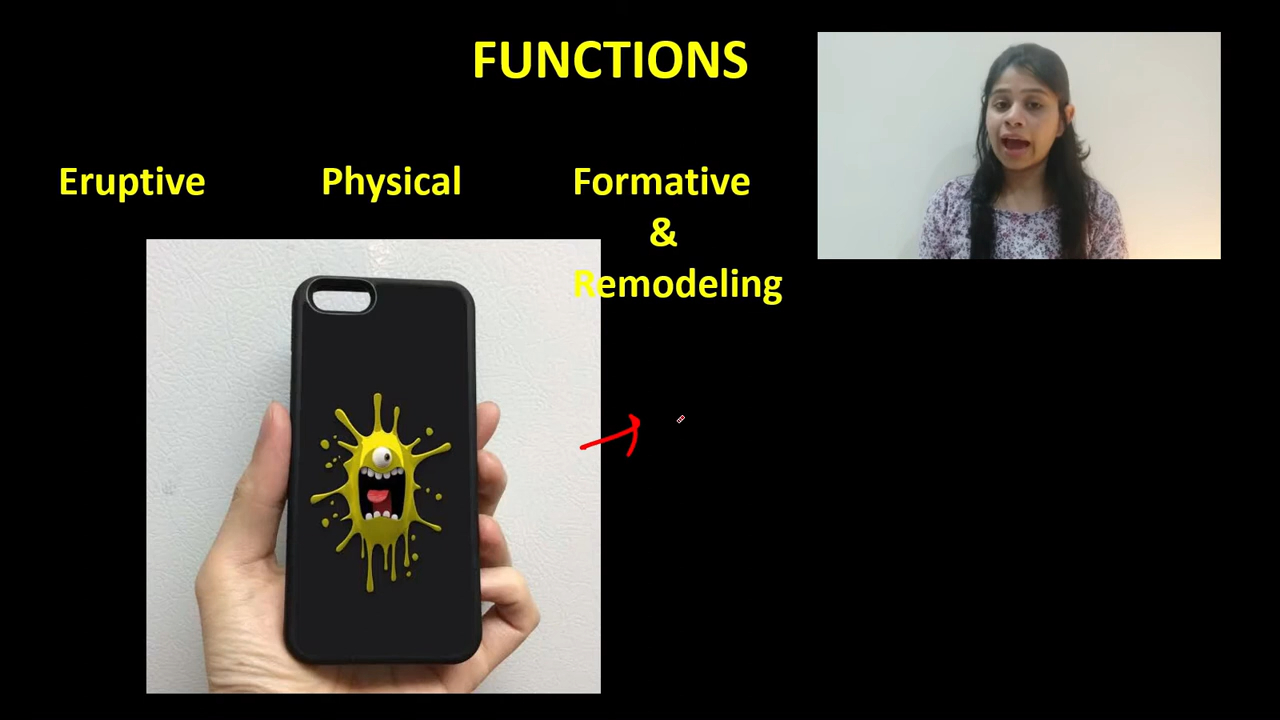 FUNCTIONS
Eruptive
Physical
Formative
&
Remodeling